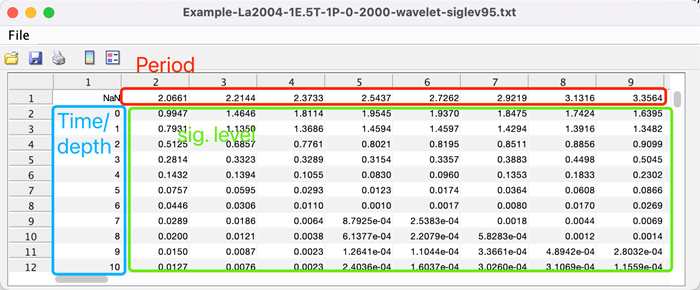 Example-La2004-1E.5T-1P-0-2000-wavelet-siglev95.txt
File
Period
1 2 3 4 5 6 7 8 9
1 NaN 2.0661 2.2144 2.3733 2.5437 2.7262 2.9219 3.1316 3.3564
2 0 0.9947 1.4646 1.8114 1.9545 1.9370 1.8475 1.7424 1.6395
3 1 0.7931 1.1350 1.3686 1.4594 1.4597 1.4294 1.3916 1.3482
4 2 0.5125 0.6857 0.7761 0.8021 0.8195 0.8511 0.8856 0.9099
5 3 0.2814 0.3323 0.3289 0.3154 0.3357 0.3883 0.4498 0.5045
6 4 0.1432 0.1394 0.1055 0.0830 0.0960 0.1353 0.1833 0.2302
7 5 0.0757 0.0595 0.0293 0.0123 0.0174 0.0364 0.0608 0.0866
8 6 0.0446 0.0306 0.0110 0.0010 0.0017 0.0080 0.0170 0.0269
9 7 0.0289 0.0186 0.0064 8.7925e-04 2.5383e-04 0.0018 0.0044 0.0069
10 8 0.0200 0.0121 0.0038 6.1377e-04 2.2079e-04 5.8283e-04 0.0012 0.0014
11 9 0.0150 0.0087 0.0023 1.2641e-04 1.1044e-04 3.3661e-04 4.8942e-04 2.8032e-04
12 10 0.0127 0.0076 0.0023 2.4036e-04 1.6037e-04 3.0260e-04 3.1069e-04 1.1559e-04
Time/
depth
sig. level